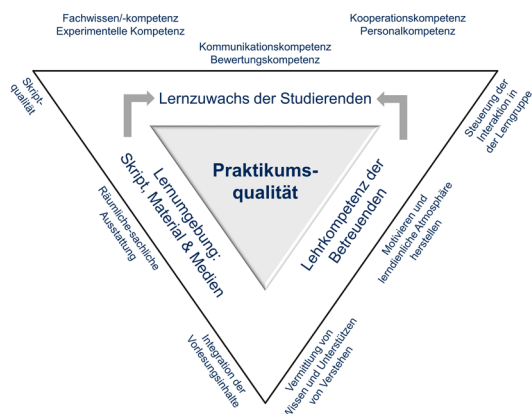 Fachwissen/-kompetenz
Experimentelle Kompetenz
Kommunikationskompetenz
Bewertungskompetenz
Kooperationskompetenz
Personalkompetenz
Lernzuwachs der Studierenden
Praktikums-
qualität
Lernumgebung:
Skript, Material & Medien
Lehrkompetenz der
Betreuenden
Skript-
qualität
Räumliche-sachliche
Ausstattung
Integration der
Vorlesungsinhalte
Steuerung der
Interaktion in
der Lerngruppe
Motivieren und
lerndienliche Atmosphäre
herstellen
Vermittlung von
Wissen und Unterstützen
von Verstehen